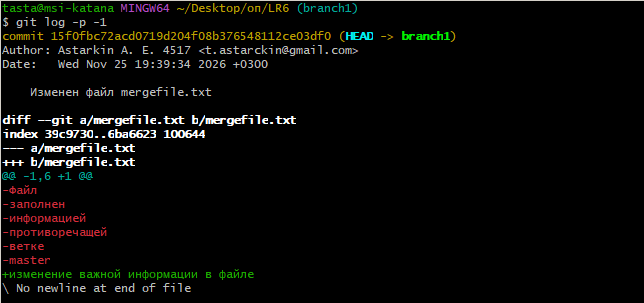 tasta@msi-katana MINGW64 ~/Desktop/оп/LR6 (branch1)
$ git log -p -1
commit 15f0fbc72acd0719d204f08b376548112ce03df0 (HEAD -> branch1)
Author: Astarkin A. E. 4517 <t.astarckin@gmail.com>
Date:   Wed Nov 25 19:39:34 2026 +0300

    Изменен файл mergefile.txt

diff --git a/mergefile.txt b/mergefile.txt
index 39c9730..6ba6623 100644
--- a/mergefile.txt
+++ b/mergefile.txt
@@ -1,6 +1 @@
-файл
-заполнен
-информацией
-противоречащей
-ветке
-master
+изменение важной информации в файле
\ No newline at end of file